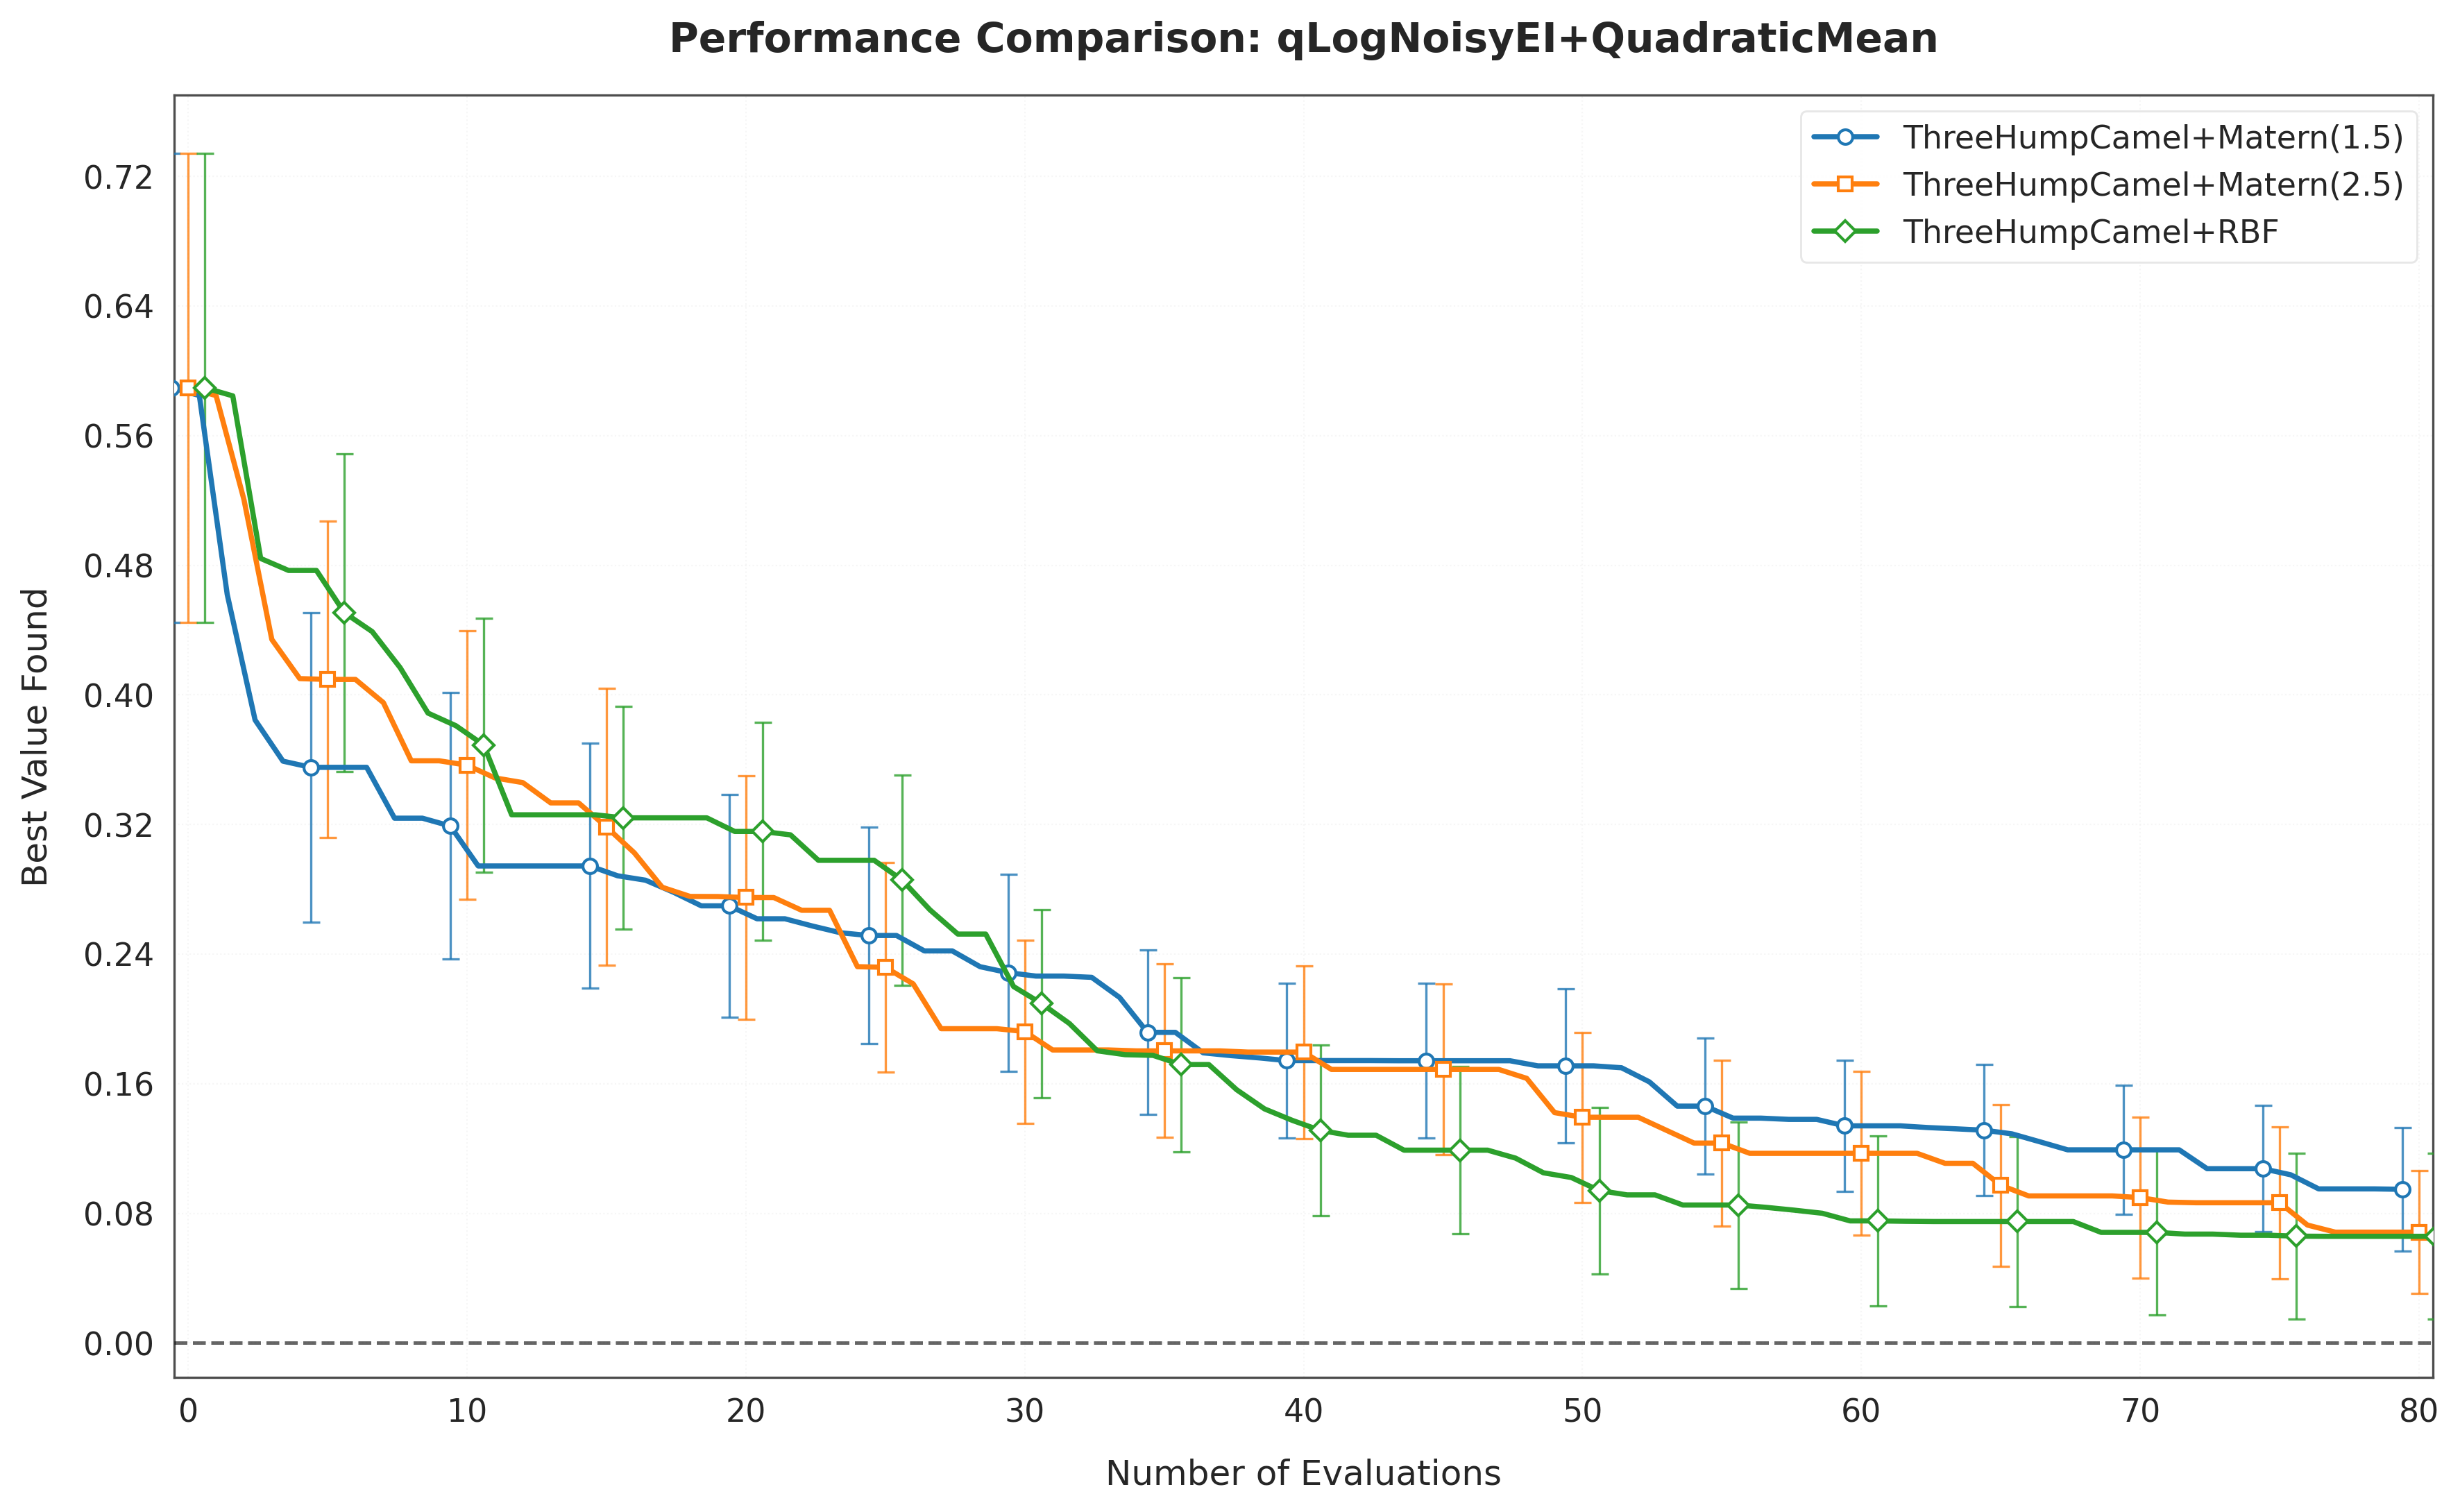 Performance Comparison: qLogNoisyEI+QuadraticMean
ThreeHumpCamel+Matern(1.5)
ThreeHumpCamel+Matern(2.5)
ThreeHumpCamel+RBF
Best Value Found
0.72
0.64
0.56
0.48
0.40
0.32
0.24
0.16
0.08
0.00
0 10 20 30 40 50 60 70 80
Number of Evaluations